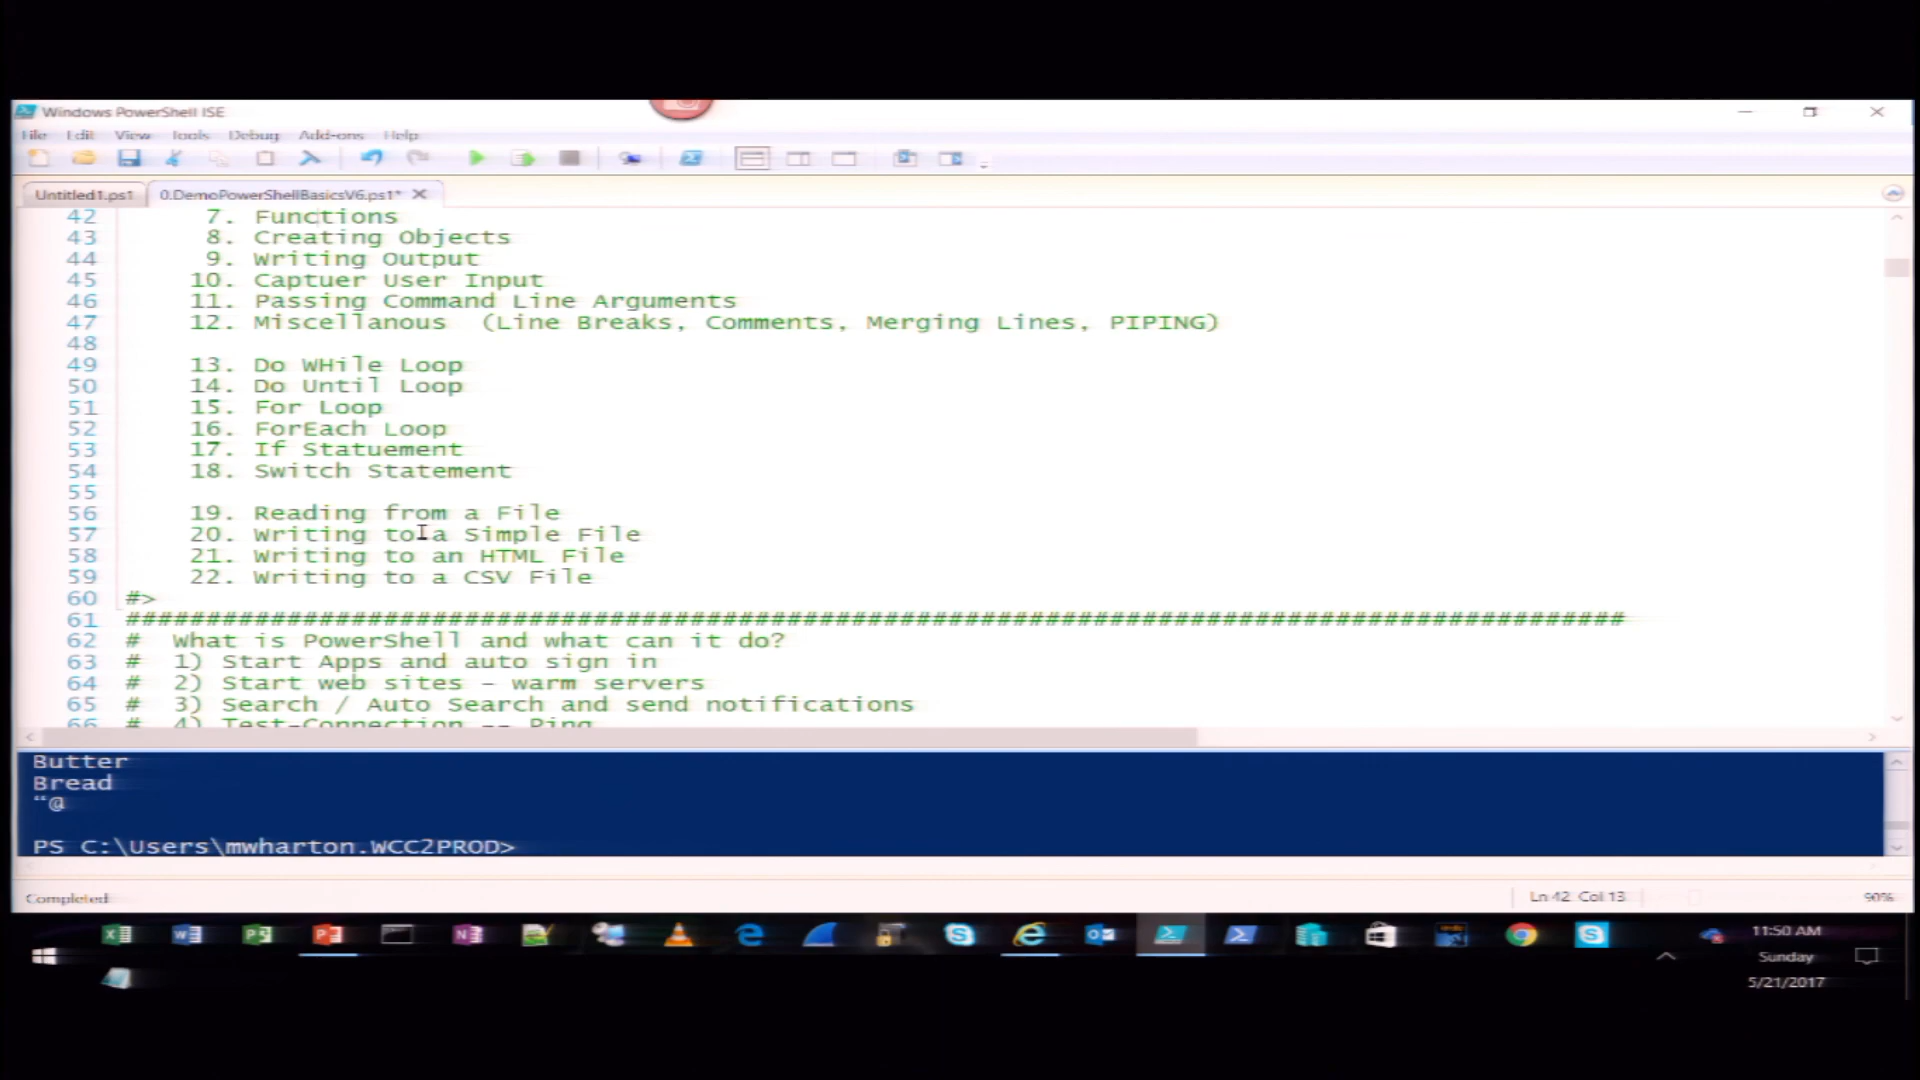 Windows PowerShell ISE
File Edit View Tools Debug Add-ons Help
Untitled1.ps1 0.DemoPowerShellBasicsV6.ps1*
42 7. Functions
43 8. Creating Objects
44 9. Writing Output
45 10. Captuer User Input
46 11. Passing Command Line Arguments
47 12. Miscellanous (Line Breaks, Comments, Merging Lines, PIPING)
48
49 13. Do WHile Loop
50 14. Do Until Loop
51 15. For Loop
52 16. ForEach Loop
53 17. If Statuement
54 18. Switch Statement
55
56 19. Reading from a File
57 20. Writing to a Simple File
58 21. Writing to an HTML File
59 22. Writing to a CSV File
60 #>
61 #############################################################################################
62 # What is PowerShell and what can it do?
63 # 1) Start Apps and auto sign in
64 # 2) Start web sites - warm servers
65 # 3) Search / Auto Search and send notifications
66 # 4) Test-Connection -- Ping
Butter
Bread
"@
PS C:\Users\mwharton.WCC2PROD>
Completed Ln 42 Col 13 90%
11:50 AM
Sunday
5/21/2017